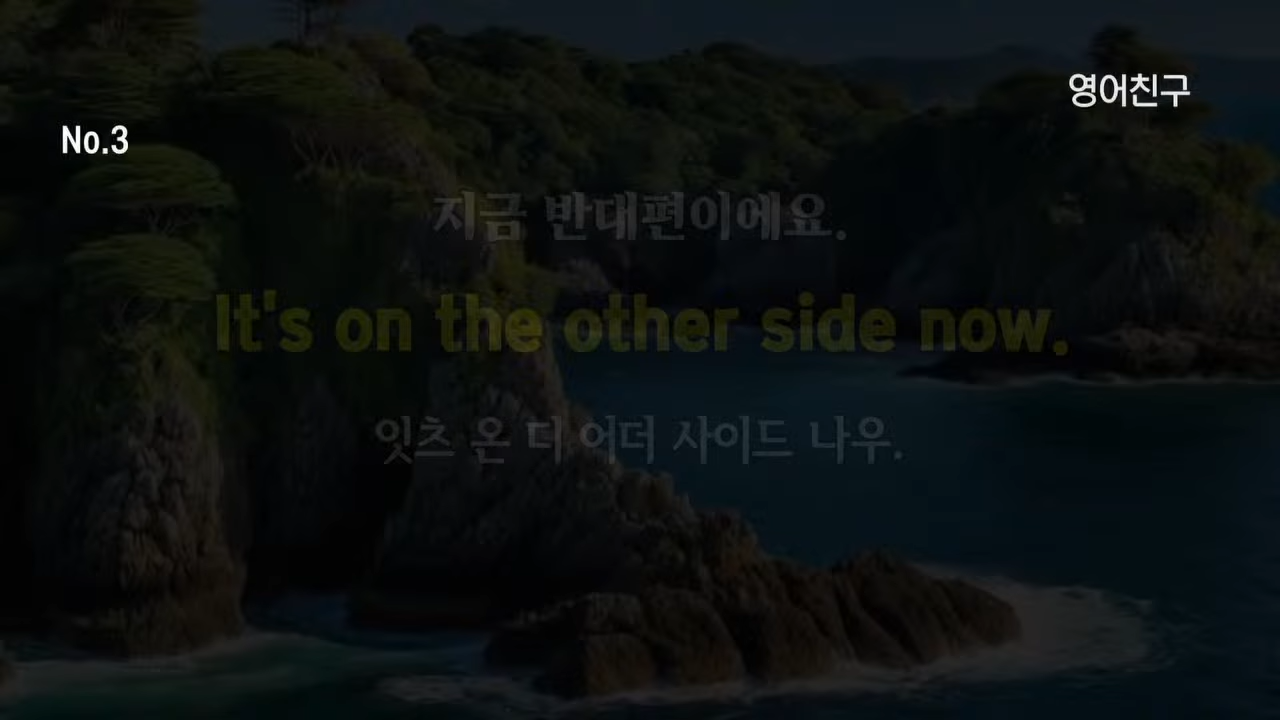 영어친구
No.3
지금 반대편이에요.
It's on the other side now.
잇츠 온 디 어더 사이드 나우.